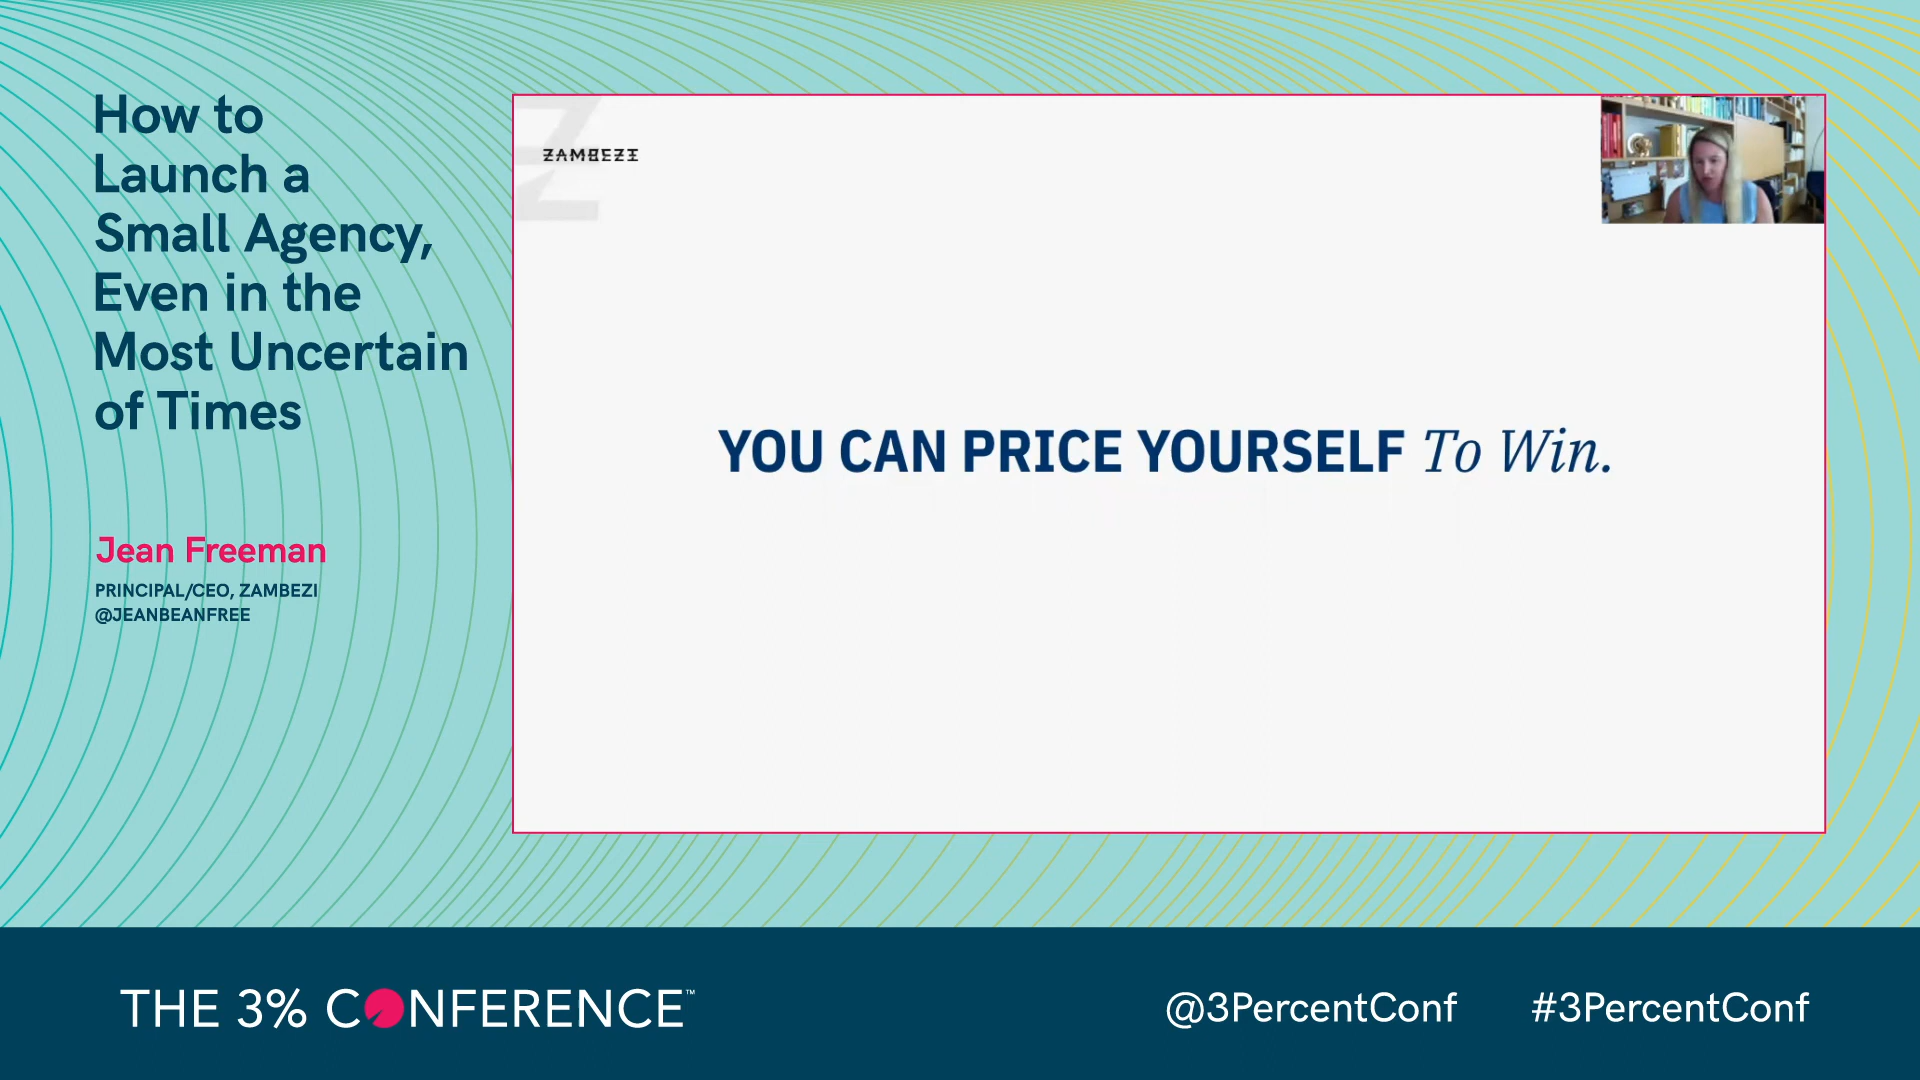 How to
Launch a
Small Agency,
Even in the
Most Uncertain
of Times
Jean Freeman
PRINCIPAL/CEO, ZAMBEZI
@JEANBEANFREE
ZAMBEZI
YOU CAN PRICE YOURSELF To Win.
THE 3% CONFERENCE™
@3PercentConf
#3PercentConf